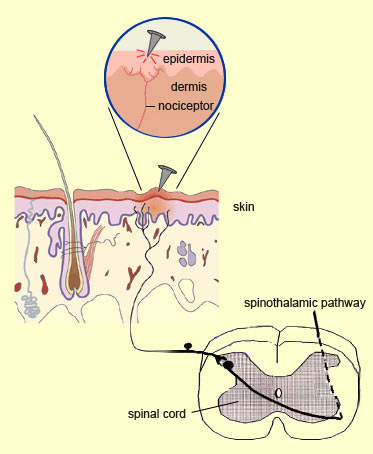 epidermis
dermis
nociceptor
skin
spinothalamic pathway
spinal cord